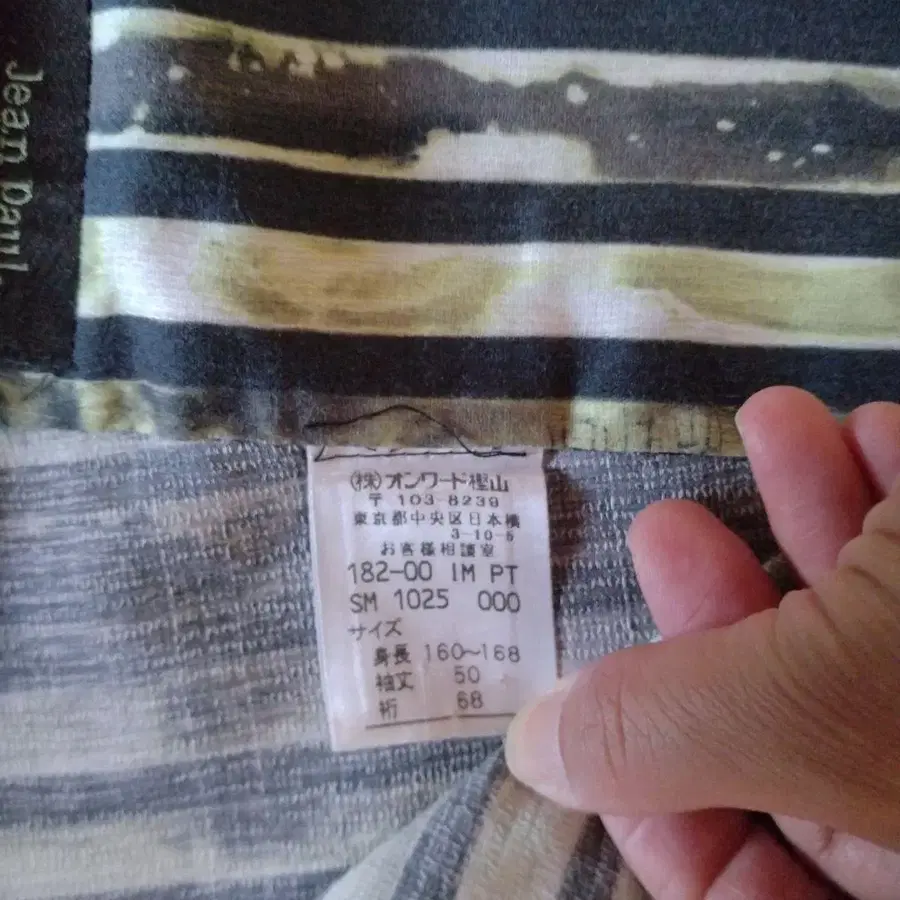 Jean Paul
(株)オンワード樫山
〒 103-8239
東京都中央区日本橋
3-10-5
お客様相談室
182-00 IM PT
SM 1025 000
サイズ
身長 160~168
袖丈 50
裄 68